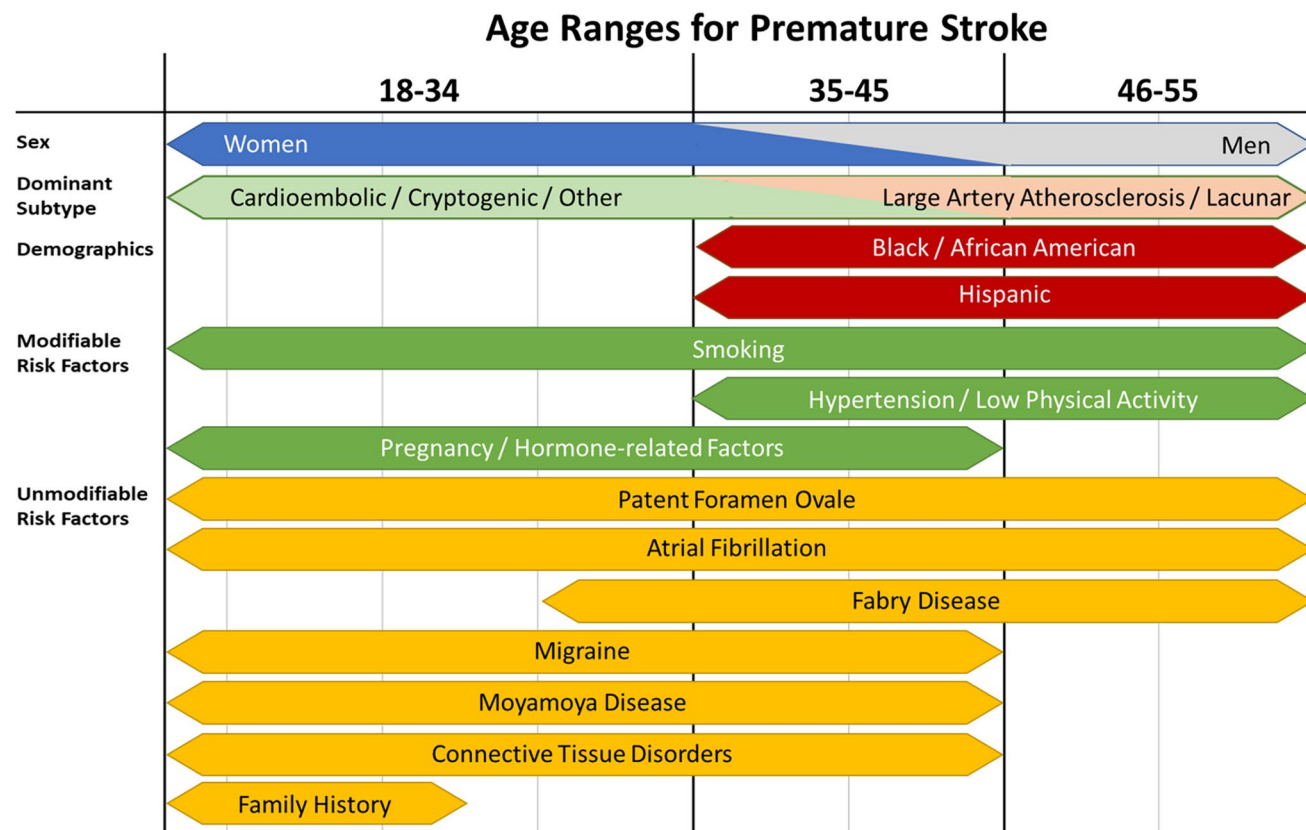 Age Ranges for Premature Stroke
18-34
35-45
46-55
Sex
Women
Men
Dominant
Subtype
Cardioembolic / Cryptogenic / Other
Large Artery Atherosclerosis / Lacunar
Demographics
Black / African American
Hispanic
Modifiable
Risk Factors
Smoking
Hypertension / Low Physical Activity
Pregnancy / Hormone-related Factors
Unmodifiable
Risk Factors
Patent Foramen Ovale
Atrial Fibrillation
Fabry Disease
Migraine
Moyamoya Disease
Connective Tissue Disorders
Family History